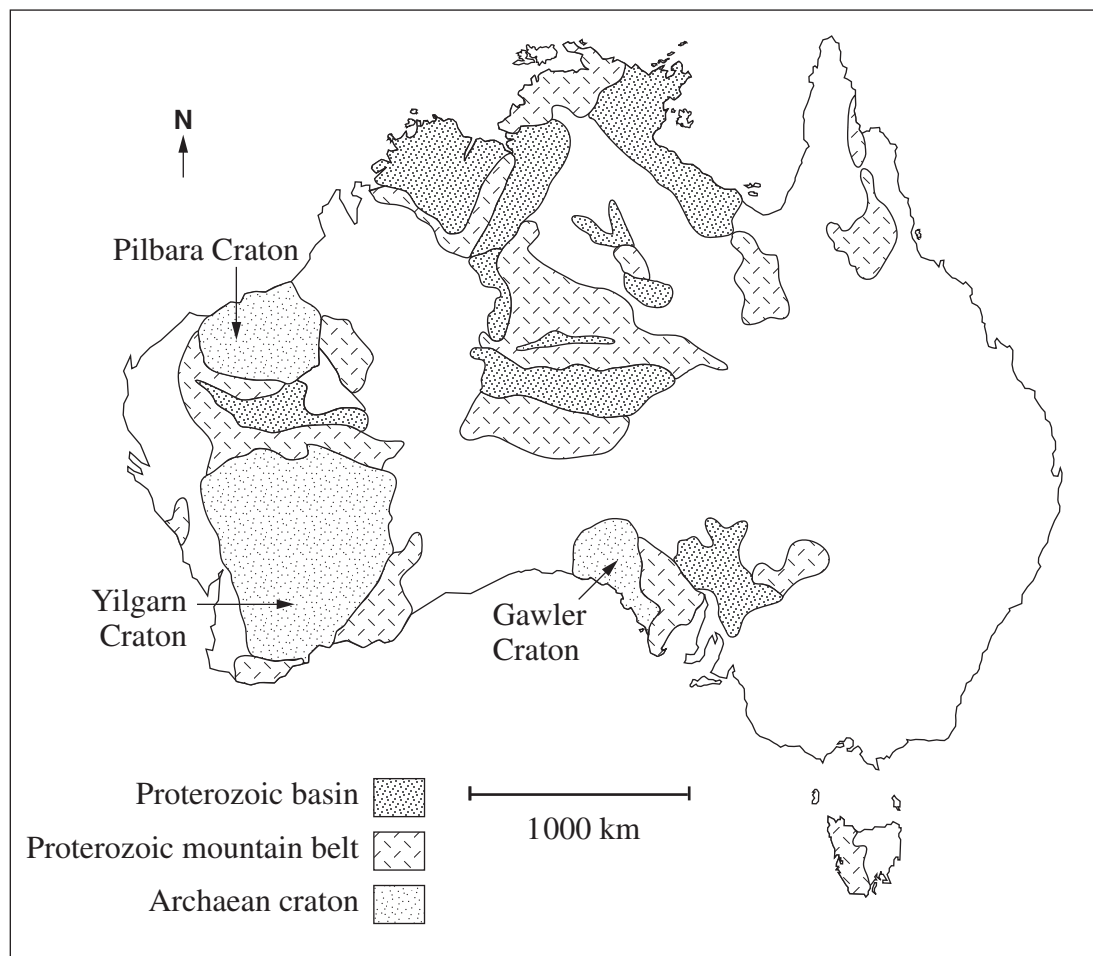 N
Pilbara Craton
Yilgarn
Craton
Gawler
Craton
Proterozoic basin
Proterozoic mountain belt
Archaean craton
1000 km